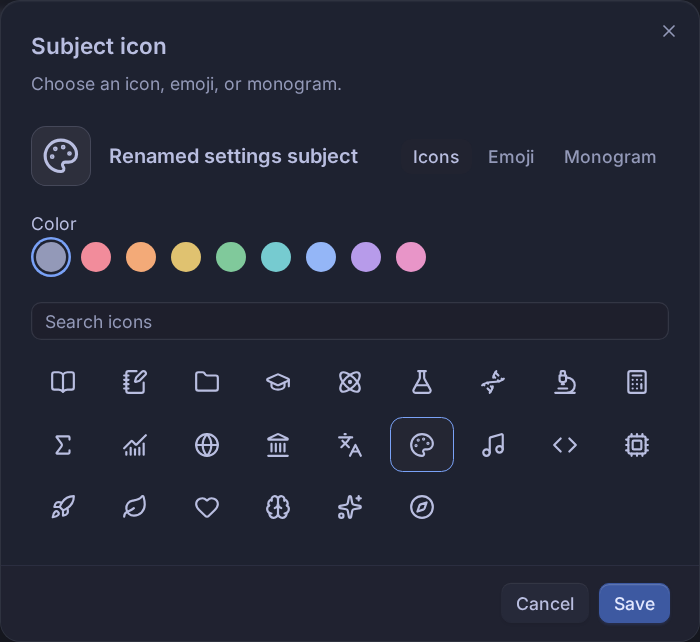 Subject icon
Choose an icon, emoji, or monogram.
Renamed settings subject
Icons Emoji Monogram
Color
Search icons
Cancel Save